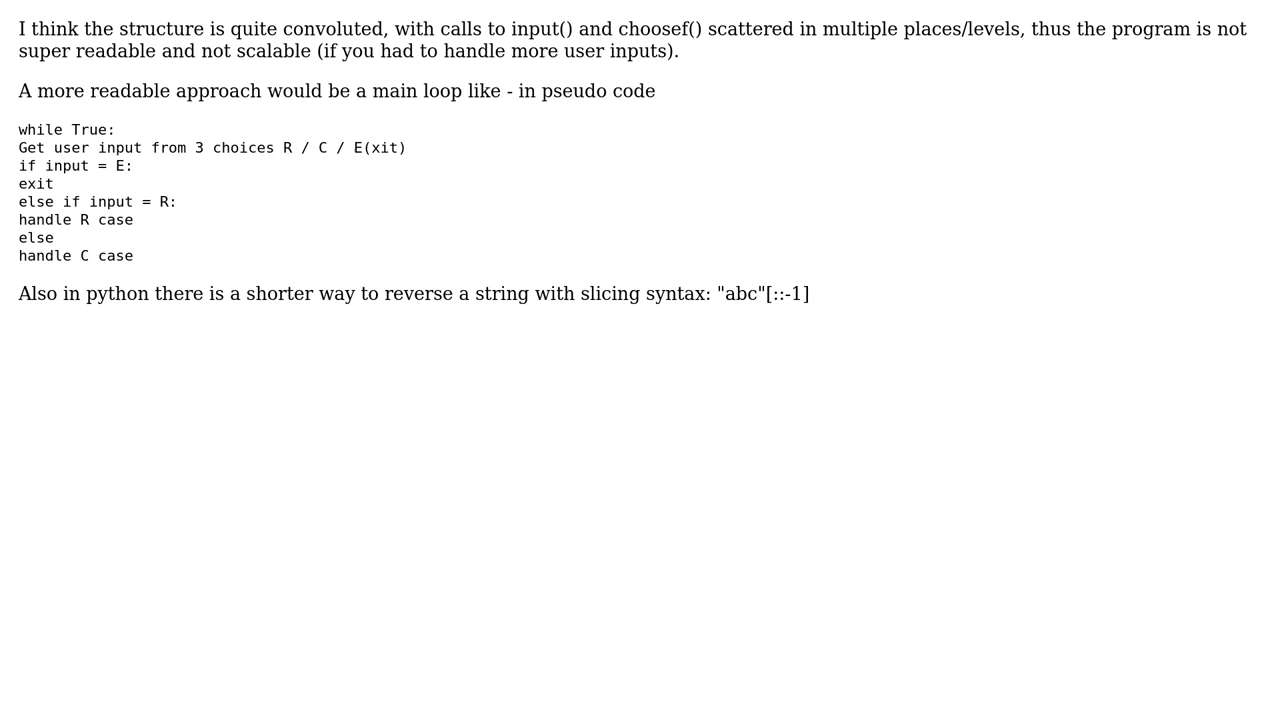 I think the structure is quite convoluted, with calls to input() and choosef() scattered in multiple places/levels, thus the program is not
super readable and not scalable (if you had to handle more user inputs).
A more readable approach would be a main loop like - in pseudo code
while True:
Get user input from 3 choices R / C / E(xit)
if input = E:
exit
else if input = R:
handle R case
else
handle C case
Also in python there is a shorter way to reverse a string with slicing syntax: "abc"[::-1]